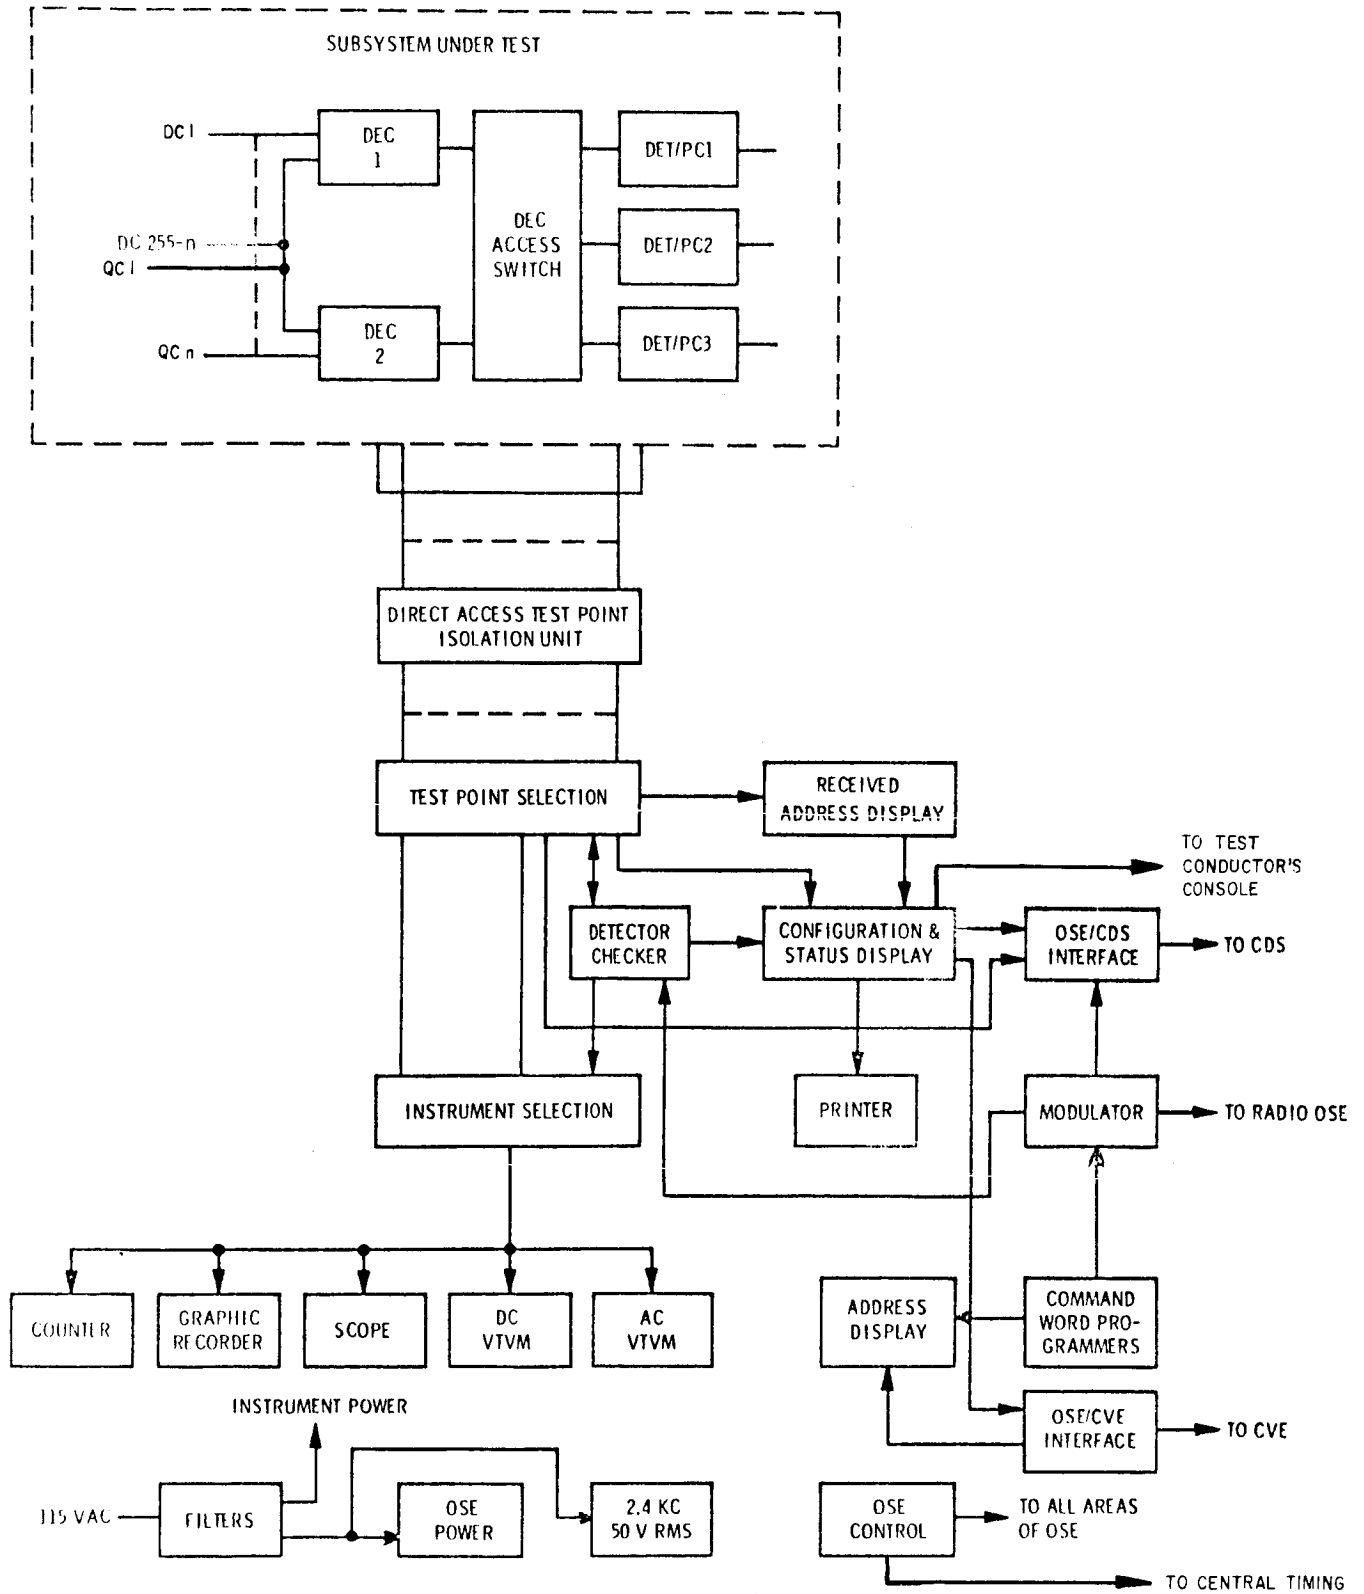 SUBSYSTEM UNDER TEST
DC 1
DEC
1
DET/PC1
DEC
ACCESS
SWITCH
DC 255-n
QC 1
DET/PC2
QC n
DEC
2
DET/PC3
DIRECT ACCESS TEST POINT
ISOLATION UNIT
TEST POINT SELECTION
RECEIVED
ADDRESS DISPLAY
TO TEST
CONDUCTOR'S
CONSOLE
DETECTOR
CHECKER
CONFIGURATION &
STATUS DISPLAY
OSE/CDS
INTERFACE
TO CDS
INSTRUMENT SELECTION
PRINTER
MODULATOR
TO RADIO OSE
COUNTER
GRAPHIC
RECORDER
SCOPE
DC
VTVM
AC
VTVM
ADDRESS
DISPLAY
COMMAND
WORD PRO-
GRAMMERS
INSTRUMENT POWER
OSE/CVE
INTERFACE
TO CVE
115 VAC
FILTERS
OSE
POWER
2.4 KC
50 V RMS
OSE
CONTROL
TO ALL AREAS
OF OSE
TO CENTRAL TIMING